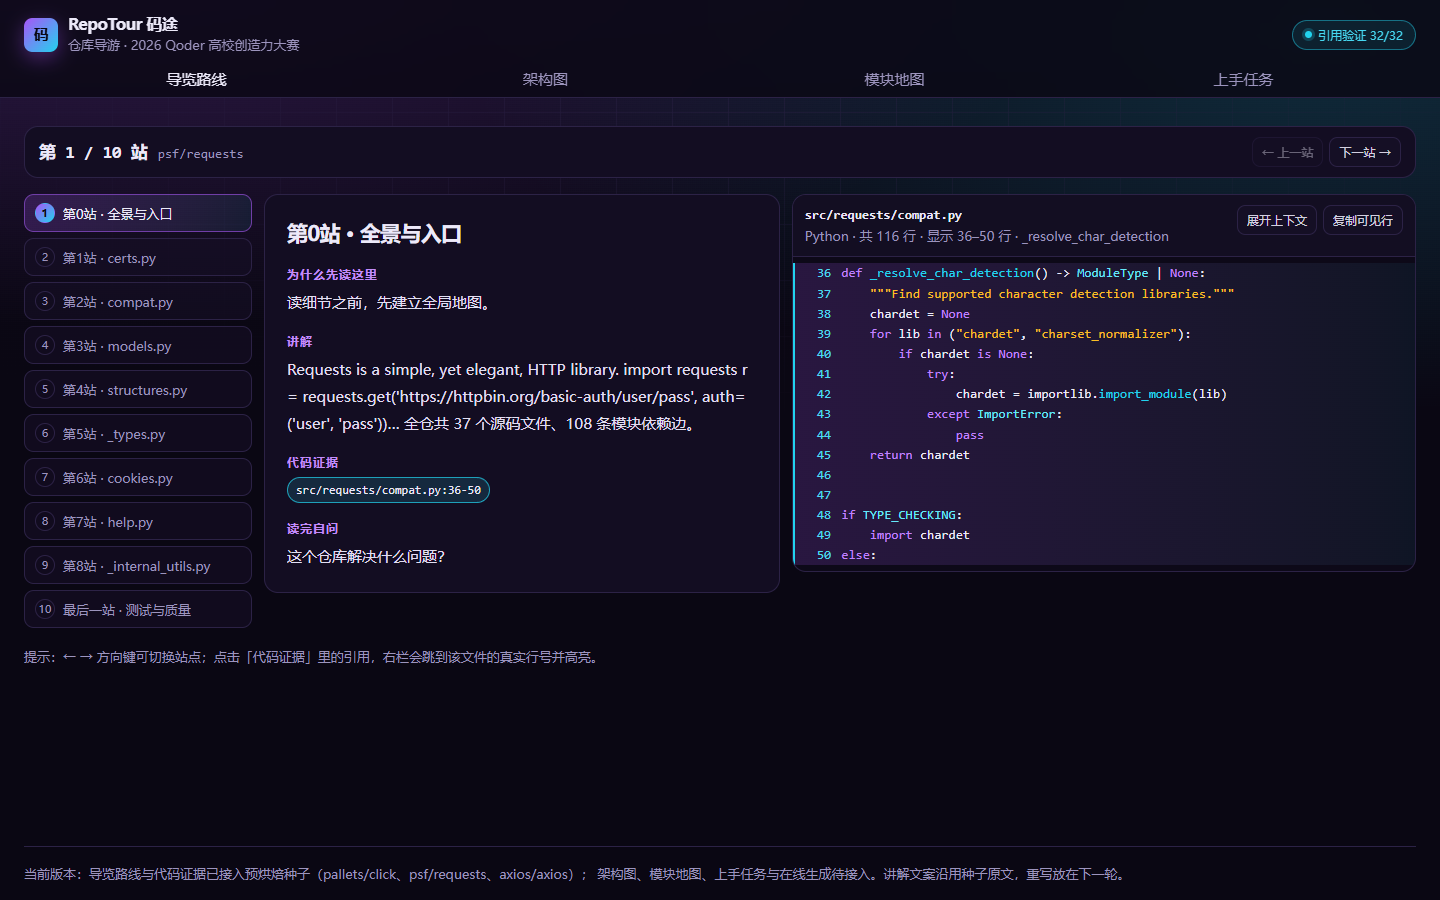 码
RepoTour 码途
仓库导游 · 2026 Qoder 高校创造力大赛
引用验证 32/32
导览路线
架构图
模块地图
上手任务
第 1 / 10 站 psf/requests
← 上一站
下一站 →
1 第0站 · 全景与入口
2 第1站 · certs.py
3 第2站 · compat.py
4 第3站 · models.py
5 第4站 · structures.py
6 第5站 · _types.py
7 第6站 · cookies.py
8 第7站 · help.py
9 第8站 · _internal_utils.py
10 最后一站 · 测试与质量
第0站 • 全景与入口
为什么先读这里
读细节之前，先建立全局地图。
讲解
Requests is a simple, yet elegant, HTTP library. import requests r
= requests.get('https://httpbin.org/basic-auth/user/pass', auth=
('user', 'pass'))... 全仓共 37 个源码文件、108 条模块依赖边。
代码证据
src/requests/compat.py:36-50
读完自问
这个仓库解决什么问题？
src/requests/compat.py
Python · 共 116 行 · 显示 36–50 行 · _resolve_char_detection
展开上下文
复制可见行
36 def _resolve_char_detection() -> ModuleType | None:
37     """Find supported character detection libraries."""
38     chardet = None
39     for lib in ("chardet", "charset_normalizer"):
40         if chardet is None:
41             try:
42                 chardet = importlib.import_module(lib)
43             except ImportError:
44                 pass
45     return chardet
46
47
48 if TYPE_CHECKING:
49     import chardet
50 else:
提示：← → 方向键可切换站点；点击「代码证据」里的引用，右栏会跳到该文件的真实行号并高亮。
当前版本：导览路线与代码证据已接入预烘焙种子（pallets/click、psf/requests、axios/axios）； 架构图、模块地图、上手任务与在线生成待接入。讲解文案沿用种子原文，重写放在下一轮。